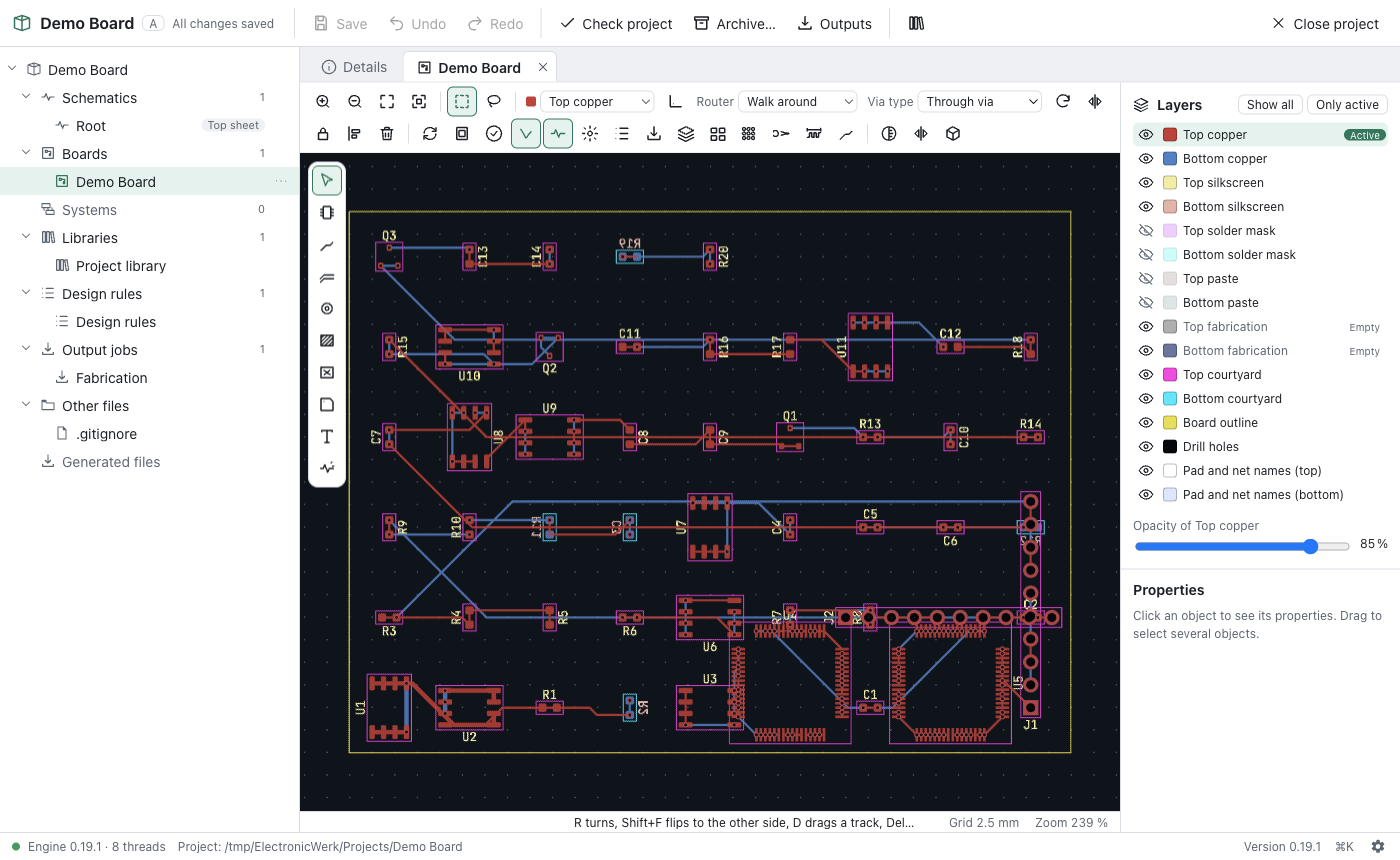 Demo Board A All changes saved Save Undo Redo Check project Archive... Outputs Close project
Demo Board
Schematics 1
Root Top sheet
Boards 1
Demo Board ...
Systems 0
Libraries 1
Project library
Design rules 1
Design rules
Output jobs 1
Fabrication
Other files
.gitignore
Generated files
Details Demo Board
Top copper Router Walk around Via type Through via
Q3 C13 C14 R19 R20
R15 U10 Q2 C11 R16 R17 U11 C12 R18
C7 U8 U9 C8 C9 Q1 R13 C10 R14
R9 R10 U7 C4 C5 C6
R3 R4 R5 R6 U6 R7 J2 R8 C2
U1 U2 R1 R2 U3 C1 U5 J1
R turns, Shift+F flips to the other side, D drags a track, Del... Grid 2.5 mm Zoom 239 %
Layers Show all Only active
Top copper Active
Bottom copper
Top silkscreen
Bottom silkscreen
Top solder mask
Bottom solder mask
Top paste
Bottom paste
Top fabrication Empty
Bottom fabrication Empty
Top courtyard
Bottom courtyard
Board outline
Drill holes
Pad and net names (top)
Pad and net names (bottom)
Opacity of Top copper
85 %
Properties
Click an object to see its properties. Drag to
select several objects.
Engine 0.19.1 · 8 threads Project: /tmp/ElectronicWerk/Projects/Demo Board Version 0.19.1 ⌘K